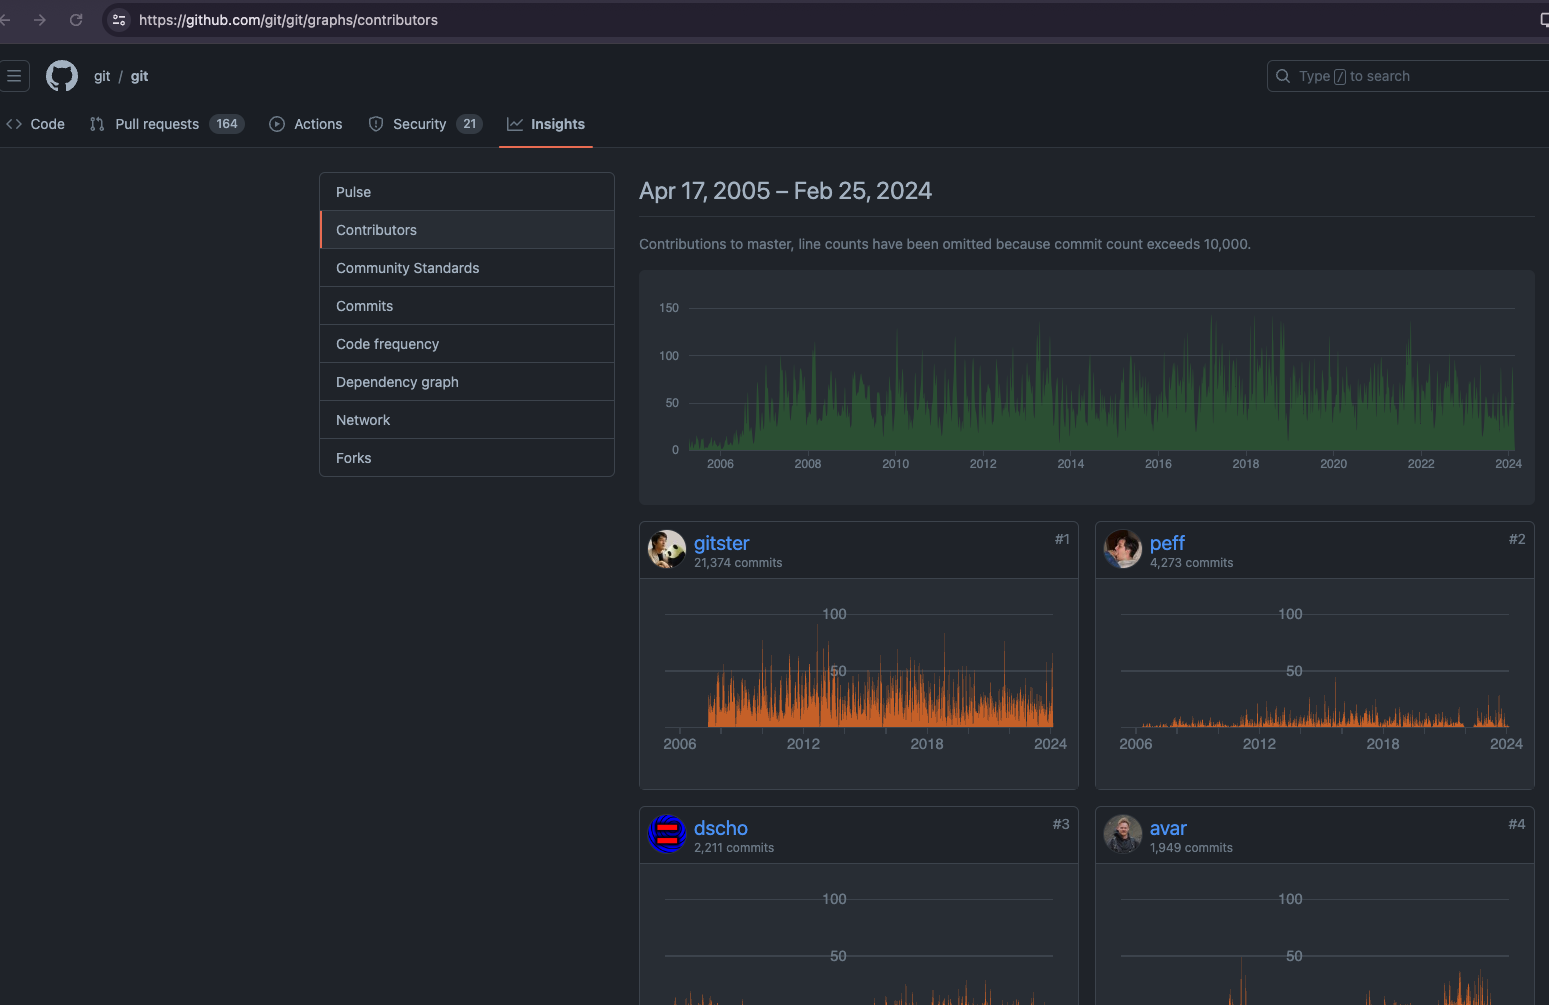 https://github.com/git/git/graphs/contributors
git / git
Type / to search
Code
Pull requests 164
Actions
Security 21
Insights
Pulse
Contributors
Community Standards
Commits
Code frequency
Dependency graph
Network
Forks
Apr 17, 2005 – Feb 25, 2024
Contributions to master, line counts have been omitted because commit count exceeds 10,000.
150
100
50
0
2006 2008 2010 2012 2014 2016 2018 2020 2022 2024
gitster #1
21,374 commits
100
50
2006 2012 2018 2024
peff #2
4,273 commits
100
50
2006 2012 2018 2024
dscho #3
2,211 commits
100
50
avar #4
1,949 commits
100
50